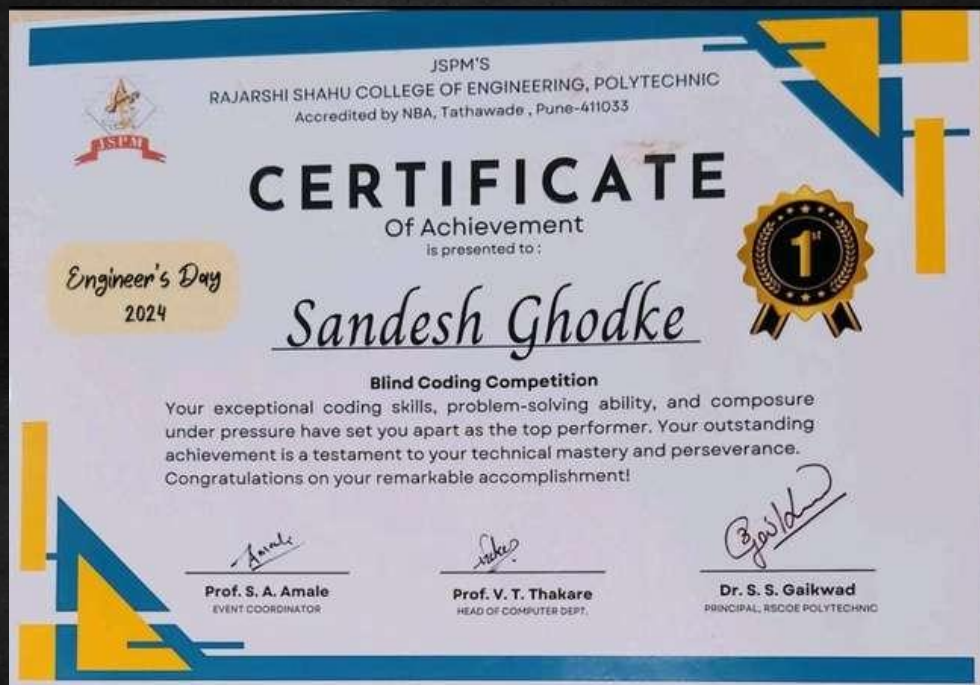 JSPM'S
RAJARSHI SHAHU COLLEGE OF ENGINEERING, POLYTECHNIC
Accredited by NBA, Tathawade , Pune-411033
JSPM
CERTIFICATE
Of Achievement
is presented to :
1st
Engineer's Day
2024
Sandesh Ghodke
Blind Coding Competition
Your exceptional coding skills, problem-solving ability, and composure
under pressure have set you apart as the top performer. Your outstanding
achievement is a testament to your technical mastery and perseverance.
Congratulations on your remarkable accomplishment!
Amale
Prof. S. A. Amale
EVENT COORDINATOR
Prof. V. T. Thakare
HEAD OF COMPUTER DEPT.
Dr. S. S. Gaikwad
PRINCIPAL, RSCOE POLYTECHNIC